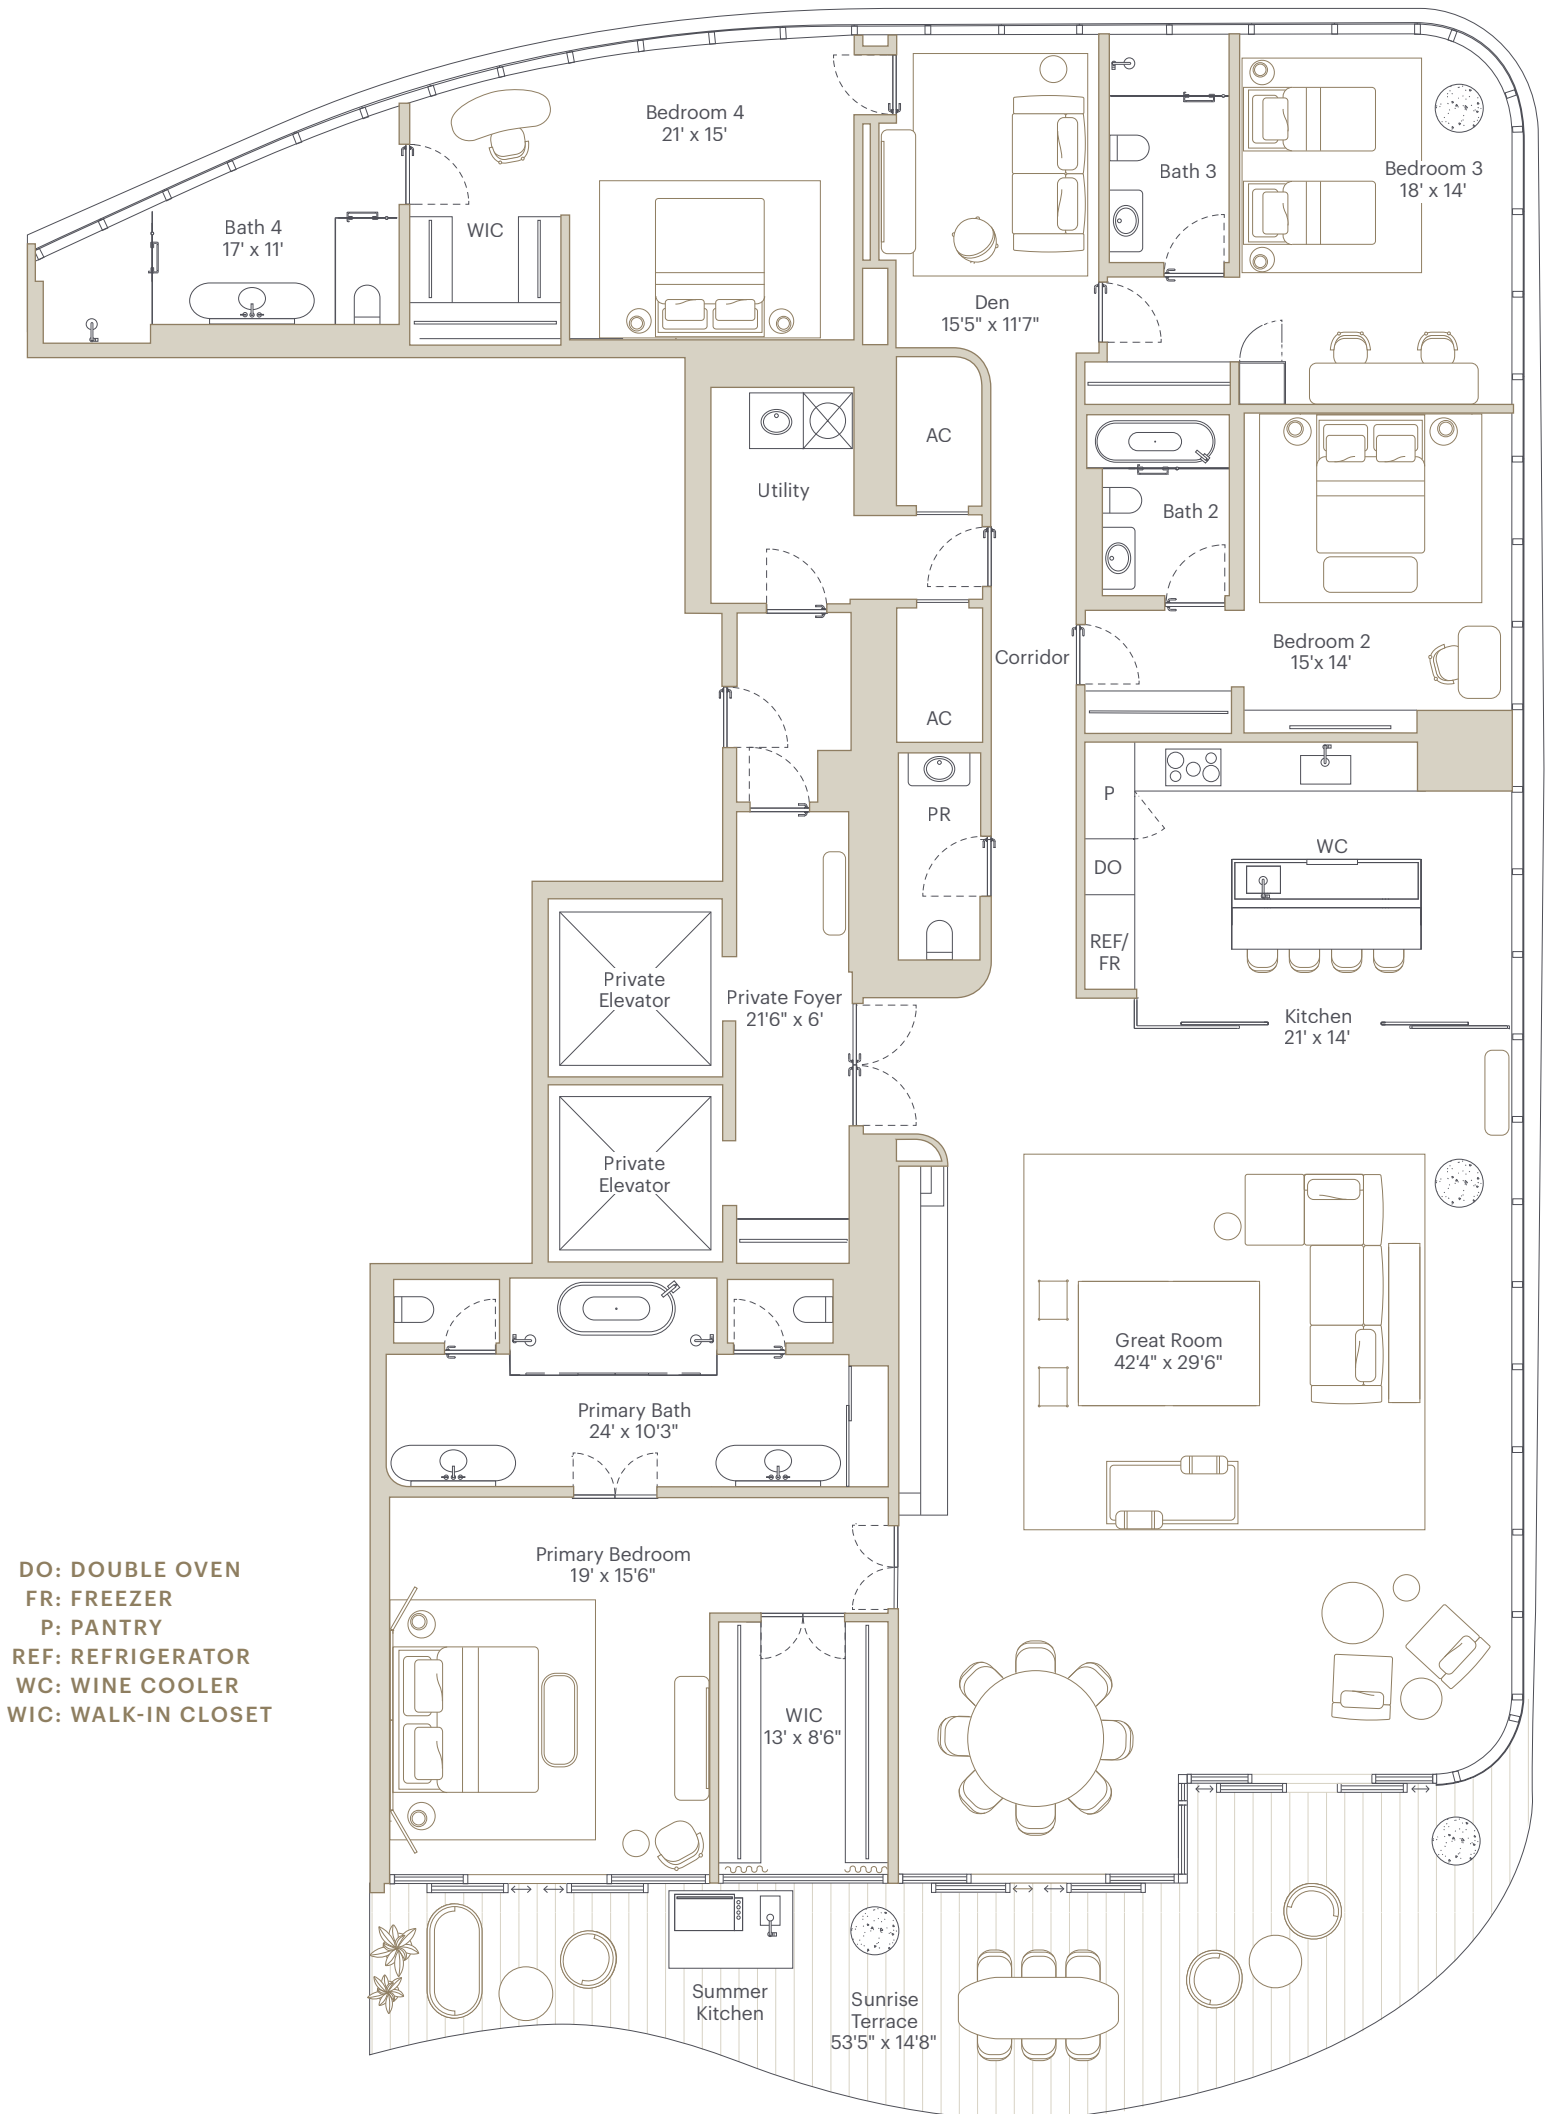 Bedroom 4
21' x 15'
Bath 4
17' x 11'
WIC
Den
15'5" x 11'7"
Bath 3
Bedroom 3
18' x 14'
AC
Utility
Bath 2
Bedroom 2
15'x 14'
Corridor
AC
PR
P
DO
REF/
FR
WC
Kitchen
21' x 14'
Private
Elevator
Private Foyer
21'6" x 6'
Private
Elevator
Great Room
42'4" x 29'6"
Primary Bath
24' x 10'3"
Primary Bedroom
19' x 15'6"
WIC
13' x 8'6"
DO: DOUBLE OVEN
FR: FREEZER
P: PANTRY
REF: REFRIGERATOR
WC: WINE COOLER
WIC: WALK-IN CLOSET
Summer
Kitchen
Sunrise
Terrace
53'5" x 14'8"